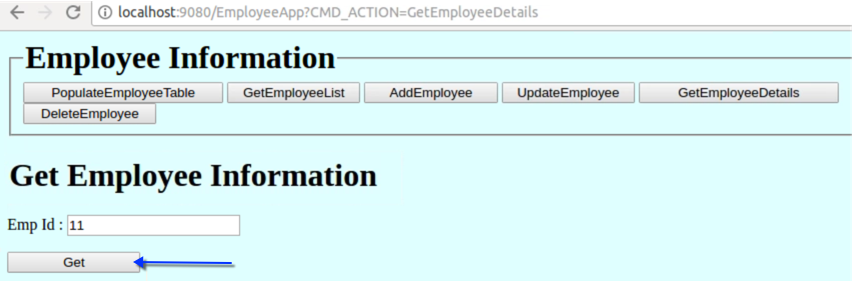 localhost:9080/EmployeeApp?CMD_ACTION=GetEmployeeDetails
Employee Information
PopulateEmployeeTable GetEmployeeList AddEmployee UpdateEmployee GetEmployeeDetails
DeleteEmployee
Get Employee Information
Emp Id : 11
Get